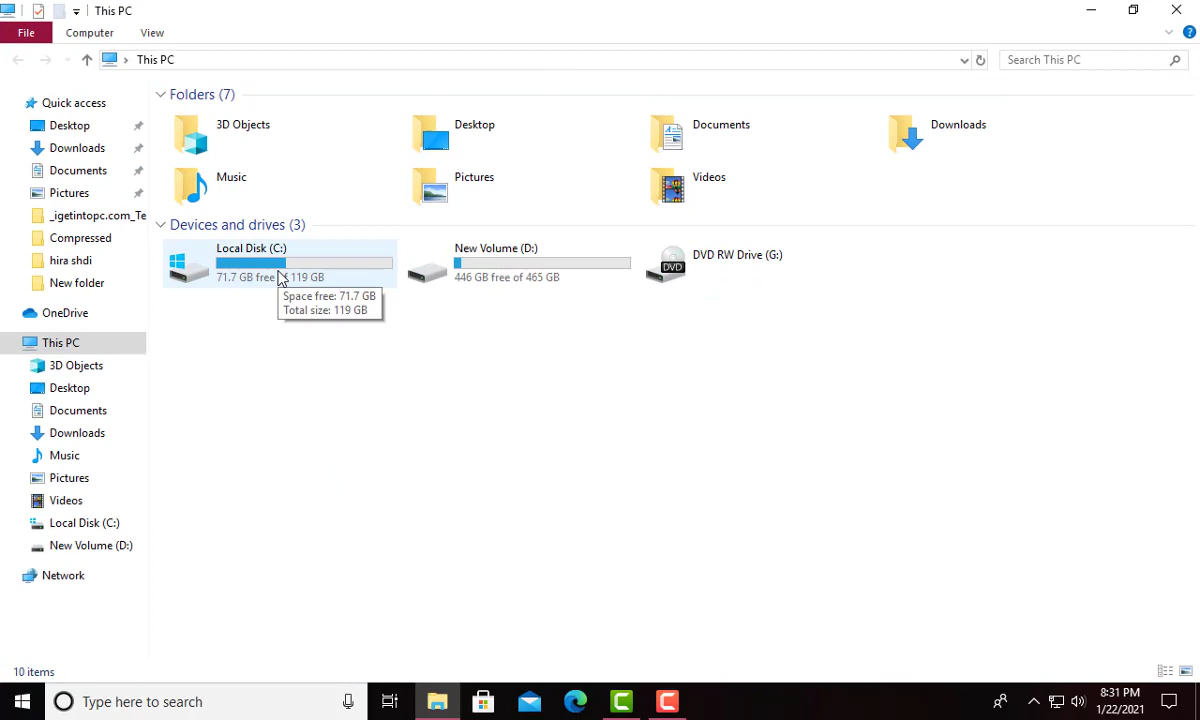 This PC
File Computer View
This PC
Search This PC
Quick access
Desktop
Downloads
Documents
Pictures
_igetintopc.com_Te
Compressed
hira shdi
New folder
OneDrive
This PC
3D Objects
Desktop
Documents
Downloads
Music
Pictures
Videos
Local Disk (C:)
New Volume (D:)
Network
Folders (7)
3D Objects
Desktop
Documents
Downloads
Music
Pictures
Videos
Devices and drives (3)
Local Disk (C:)
71.7 GB free of 119 GB
Space free: 71.7 GB
Total size: 119 GB
New Volume (D:)
446 GB free of 465 GB
DVD
DVD RW Drive (G:)
10 items
Type here to search
8:31 PM
1/22/2021